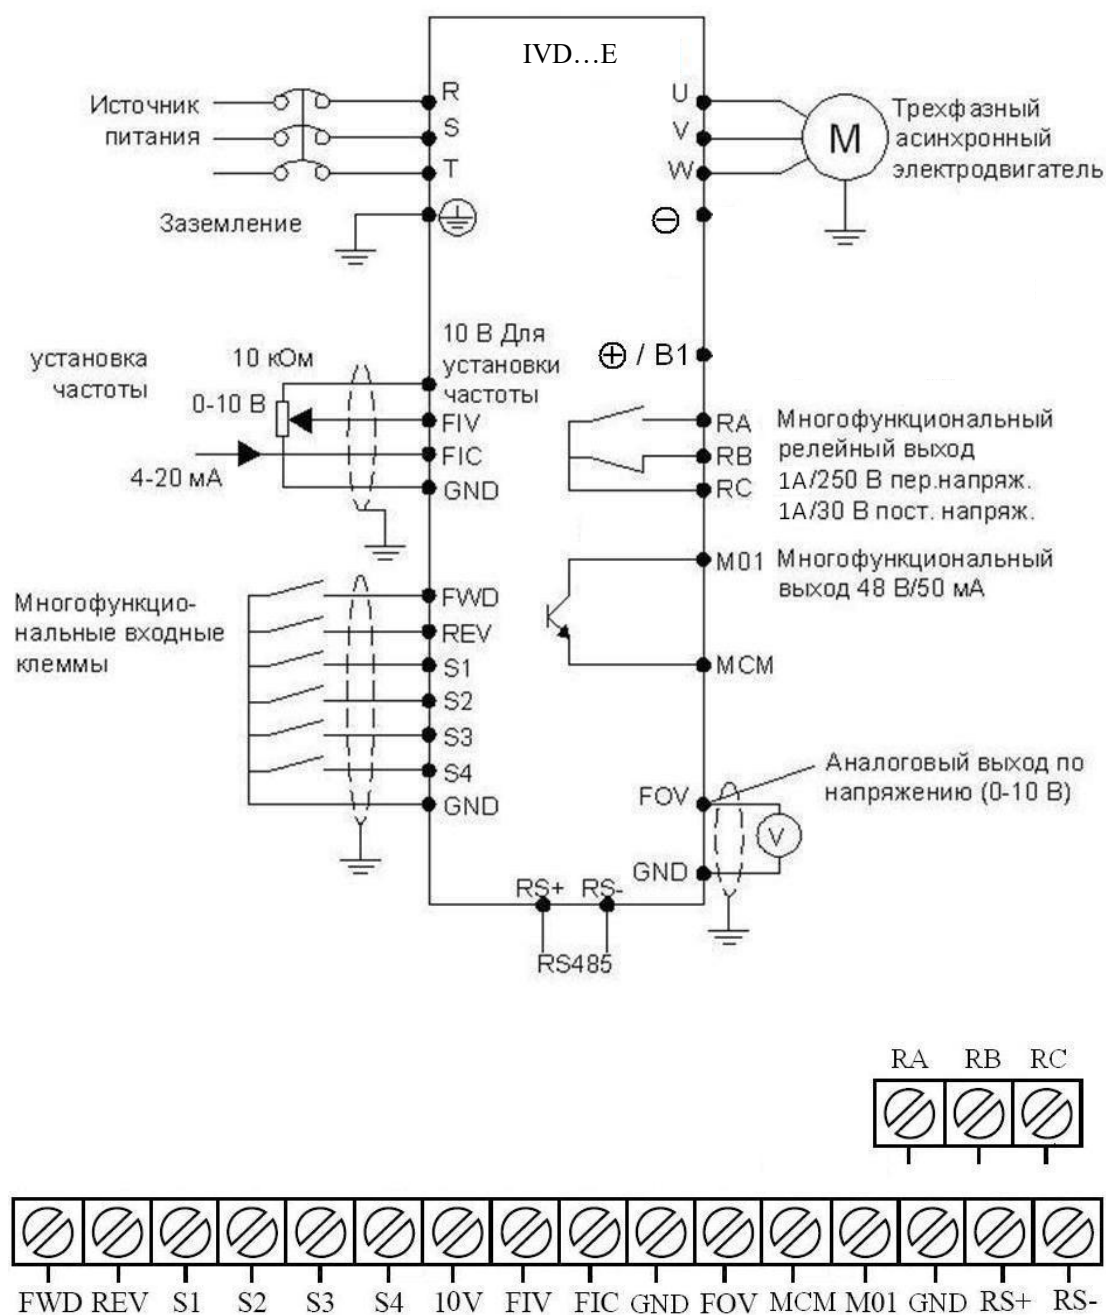 IVD…E
R
S
T
Источник
питания
Заземление
U
V
W
M
Трехфазный
асинхронный
электродвигатель
⊖
⊕ / B1
установка
частоты
10 кОм
0-10 В
4-20 мА
10 В Для
установки
частоты
FIV
FIC
GND
RA
RB
RC
Многофункциональный
релейный выход
1А/250 В пер.напряж.
1А/30 В пост. напряж.
M01
Многофункциональный
выход 48 В/50 мА
MCM
Многофункцио-
нальные входные
клеммы
FWD
REV
S1
S2
S3
S4
GND
FOV
GND
V
Аналоговый выход по
напряжению (0-10 В)
RS+ RS-
RS485
RA RB RC
FWD REV S1 S2 S3 S4 10V FIV FIC GND FOV MCM M01 GND RS+ RS-